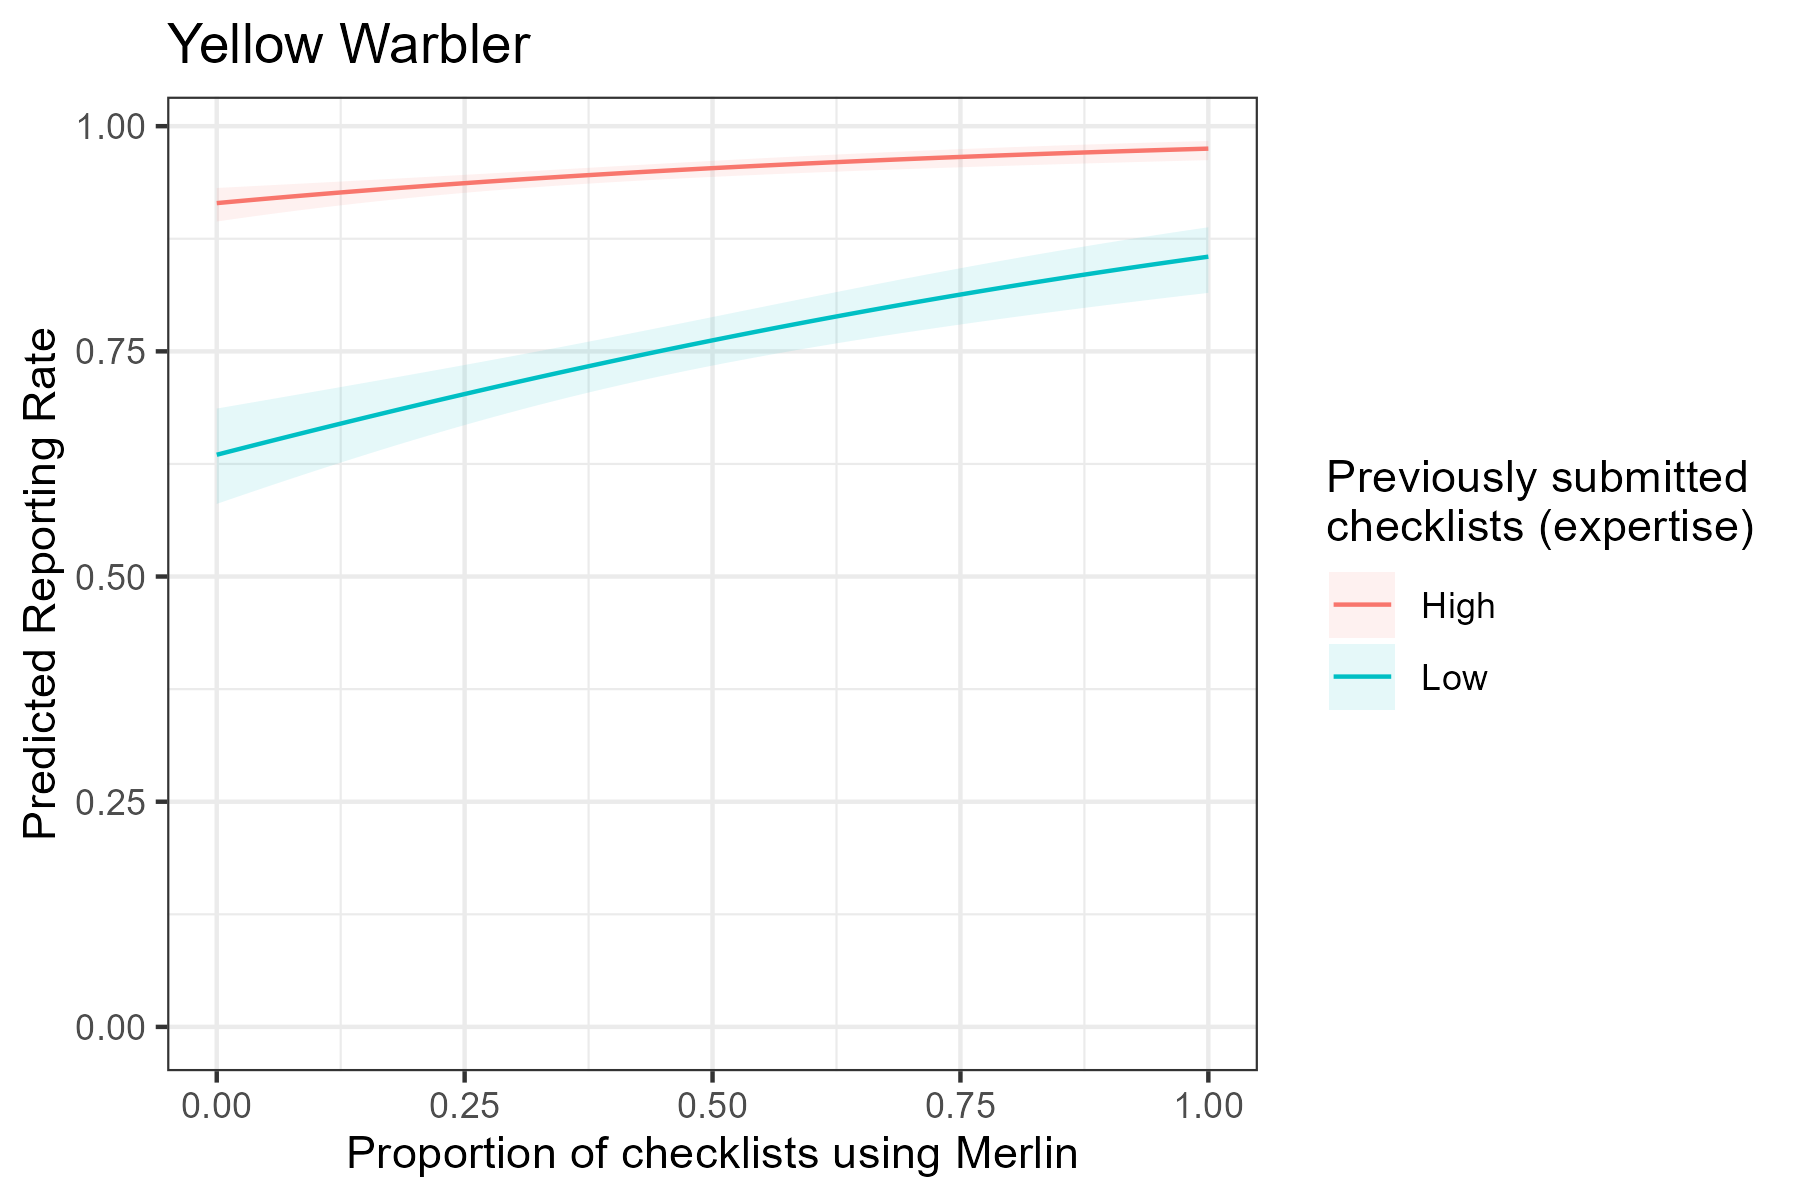 Yellow Warbler
1.00
0.75
0.50
0.25
0.00
Predicted Reporting Rate
0.00 0.25 0.50 0.75 1.00
Proportion of checklists using Merlin
Previously submitted
checklists (expertise)
High
Low